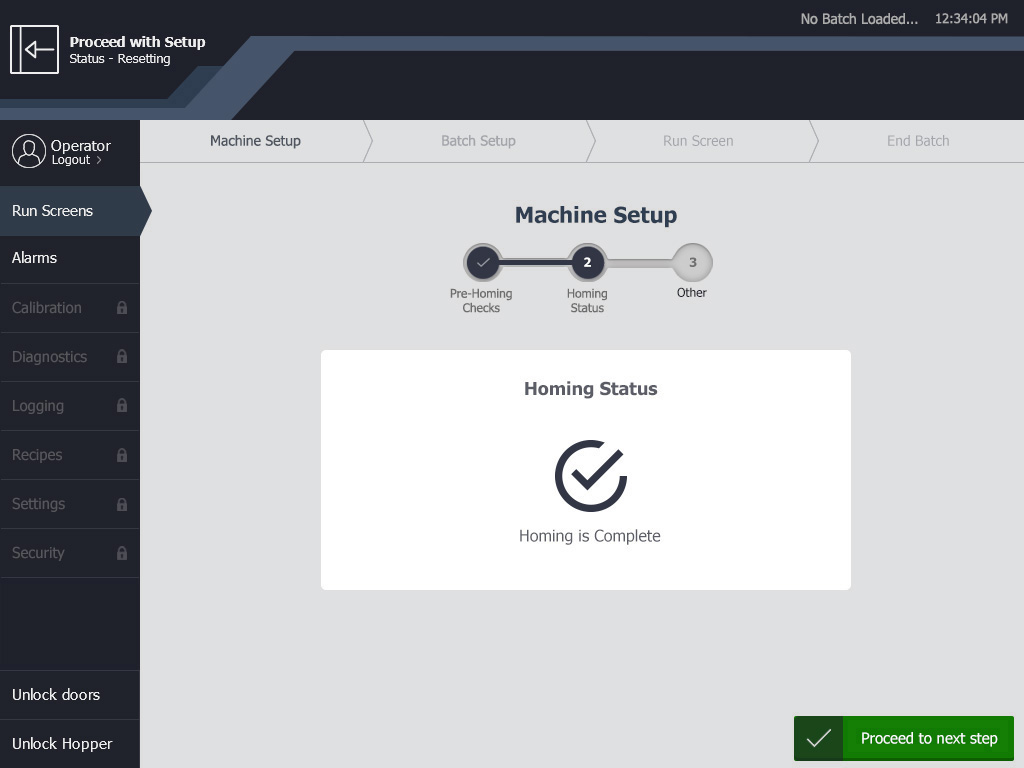 No Batch Loaded... 12:34:04 PM
Proceed with Setup
Status - Resetting
Operator
Logout >
Machine Setup
Batch Setup
Run Screen
End Batch
Run Screens
Alarms
Calibration
Diagnostics
Logging
Recipes
Settings
Security
Unlock doors
Unlock Hopper
Machine Setup
2
3
Pre-Homing
Checks
Homing
Status
Other
Homing Status
Homing is Complete
Proceed to next step